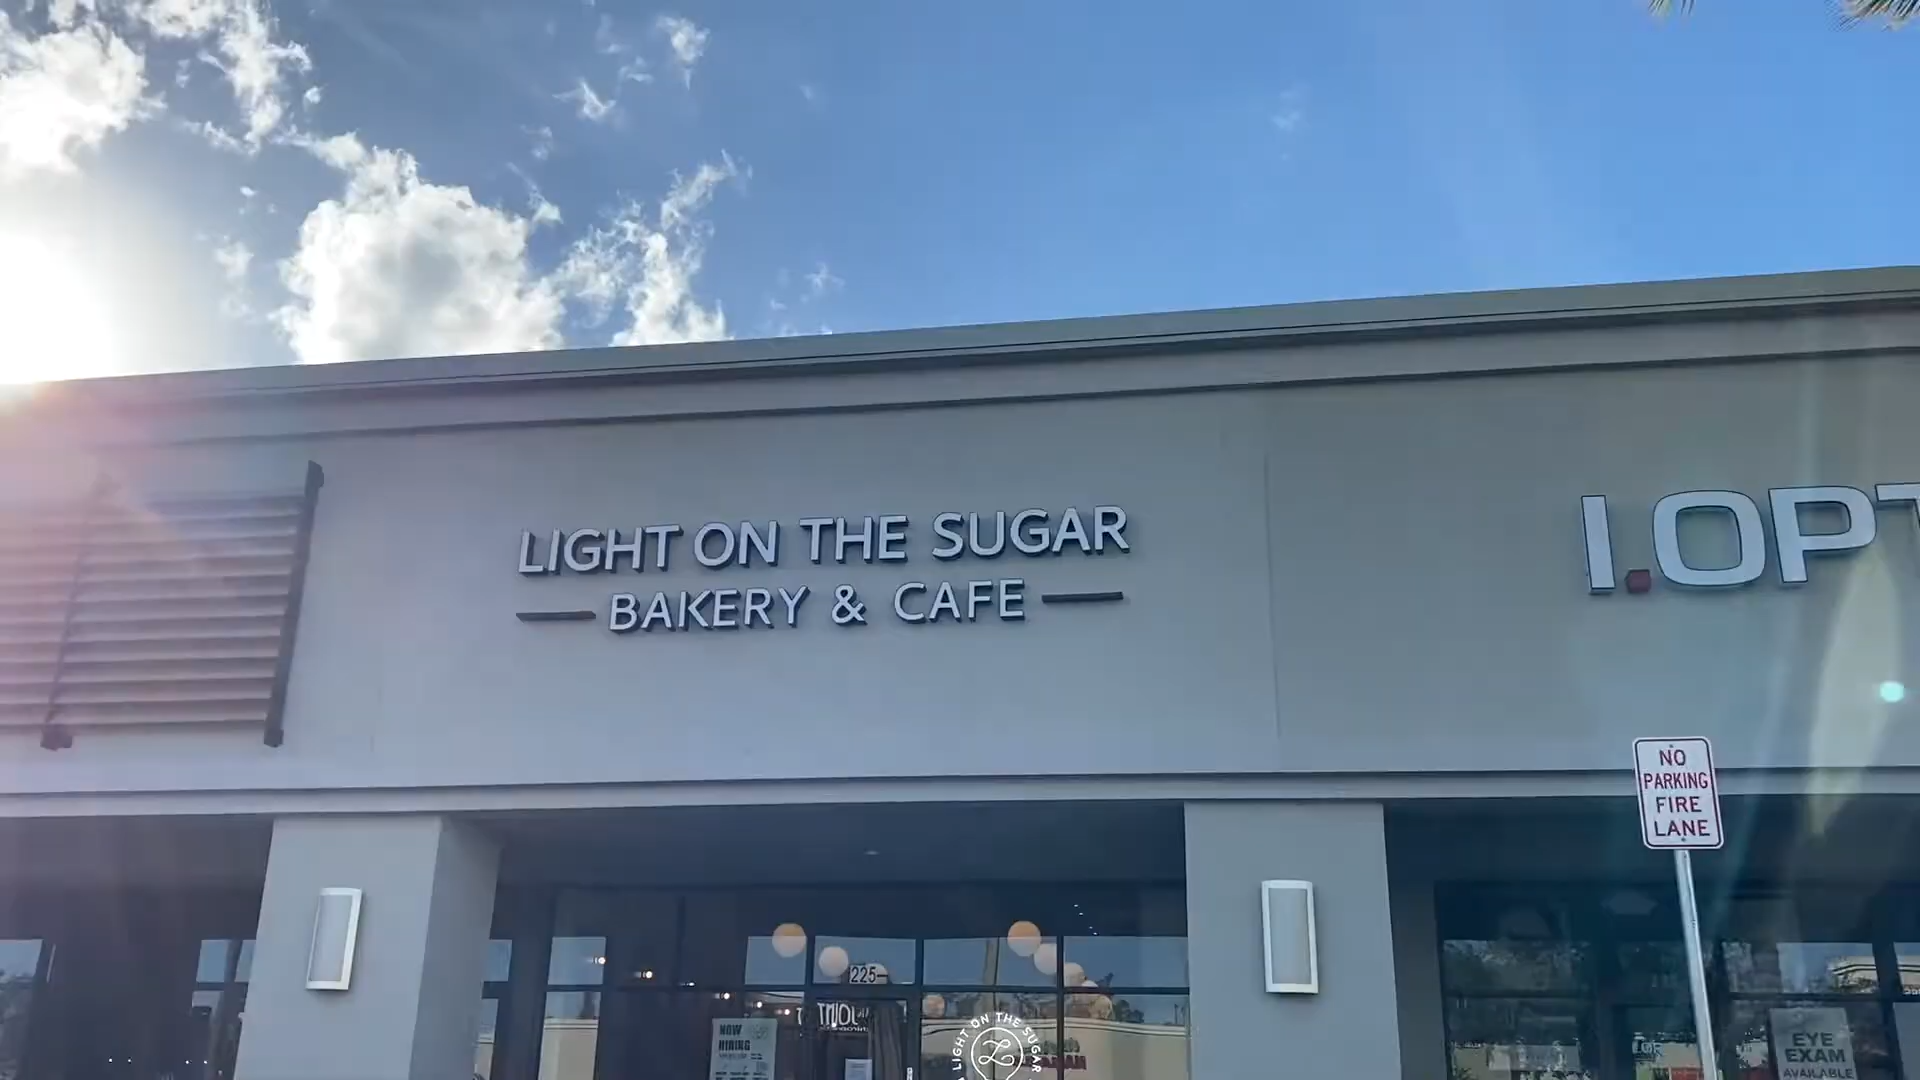 LIGHT ON THE SUGAR
BAKERY & CAFE
I.OPT
NO
PARKING
FIRE
LANE
225
NOW
HIRING
LIGHT ON THE SUGAR
EYE
EXAM
AVAILABLE